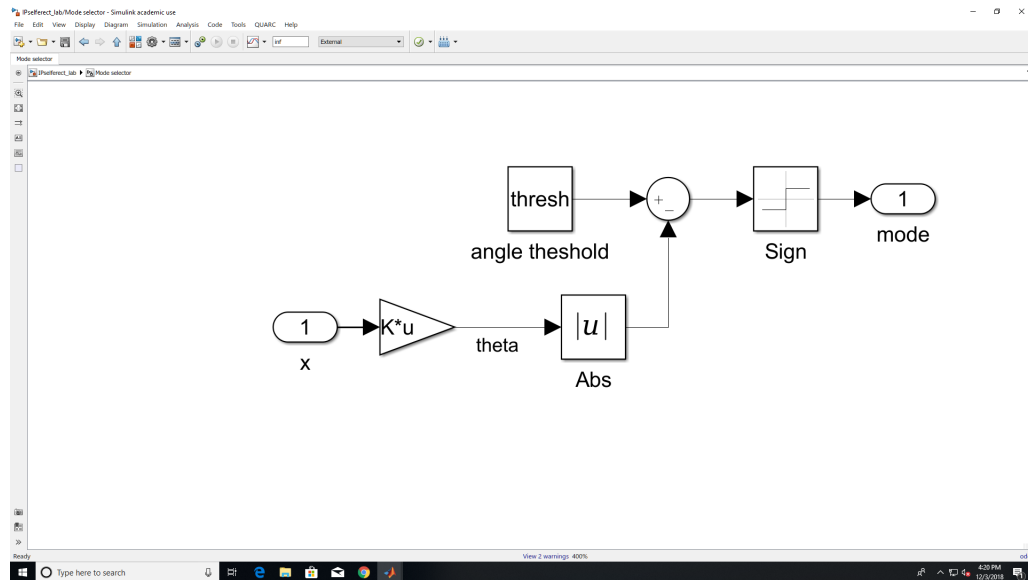 IPselferect_lab/Mode selector - Simulink academic use
File Edit View Display Diagram Simulation Analysis Code Tools QUARC Help
inf
External
Mode selector
IPselferect_lab Mode selector
thresh
+
_
1
angle theshold
Sign
mode
1
K*u
theta
|u|
x
Abs
Ready
View 2 warnings 400%
Type here to search
4:20 PM
12/3/2018